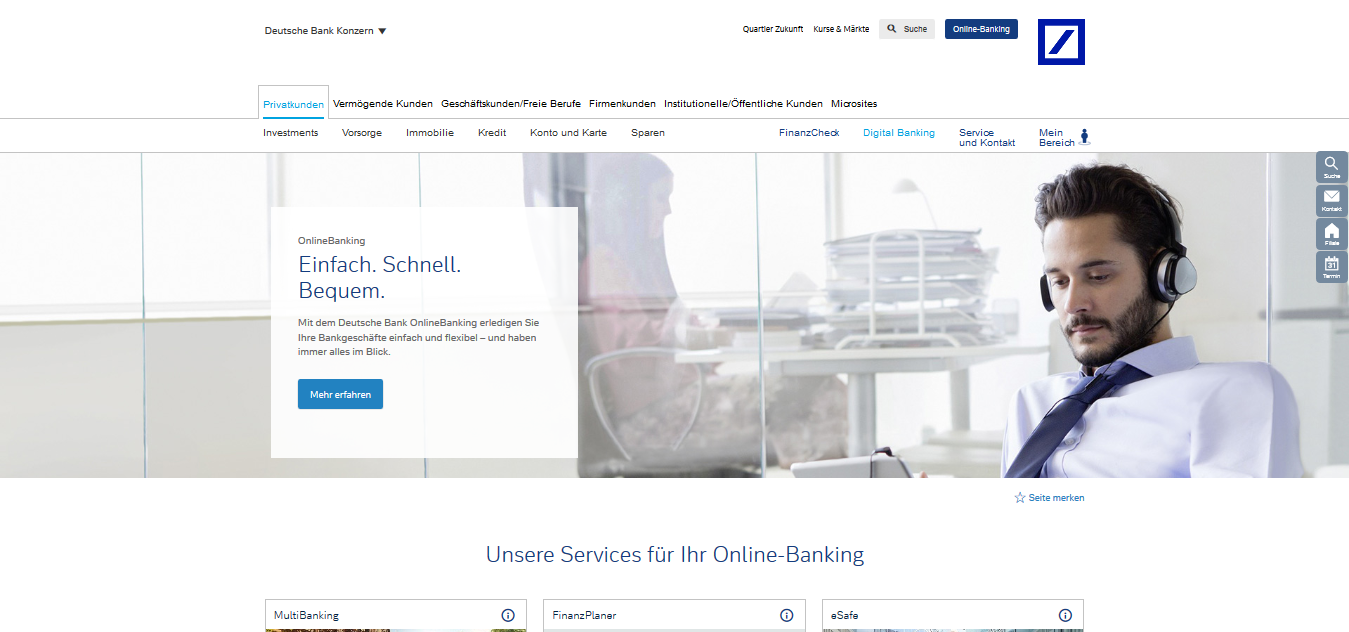 Deutsche Bank Konzern
Quartier Zukunft Kurse & Märkte Suche Online-Banking
Privatkunden Vermögende Kunden Geschäftskunden/Freie Berufe Firmenkunden Institutionelle/Öffentliche Kunden Microsites
Investments Vorsorge Immobilie Kredit Konto und Karte Sparen FinanzCheck Digital Banking Service und Kontakt Mein Bereich
Suche
Kontakt
Filiale
31
Termin
OnlineBanking
Einfach. Schnell.
Bequem.
Mit dem Deutsche Bank OnlineBanking erledigen Sie
Ihre Bankgeschäfte einfach und flexibel – und haben
immer alles im Blick.
Mehr erfahren
Seite merken
Unsere Services für Ihr Online-Banking
MultiBanking FinanzPlaner eSafe